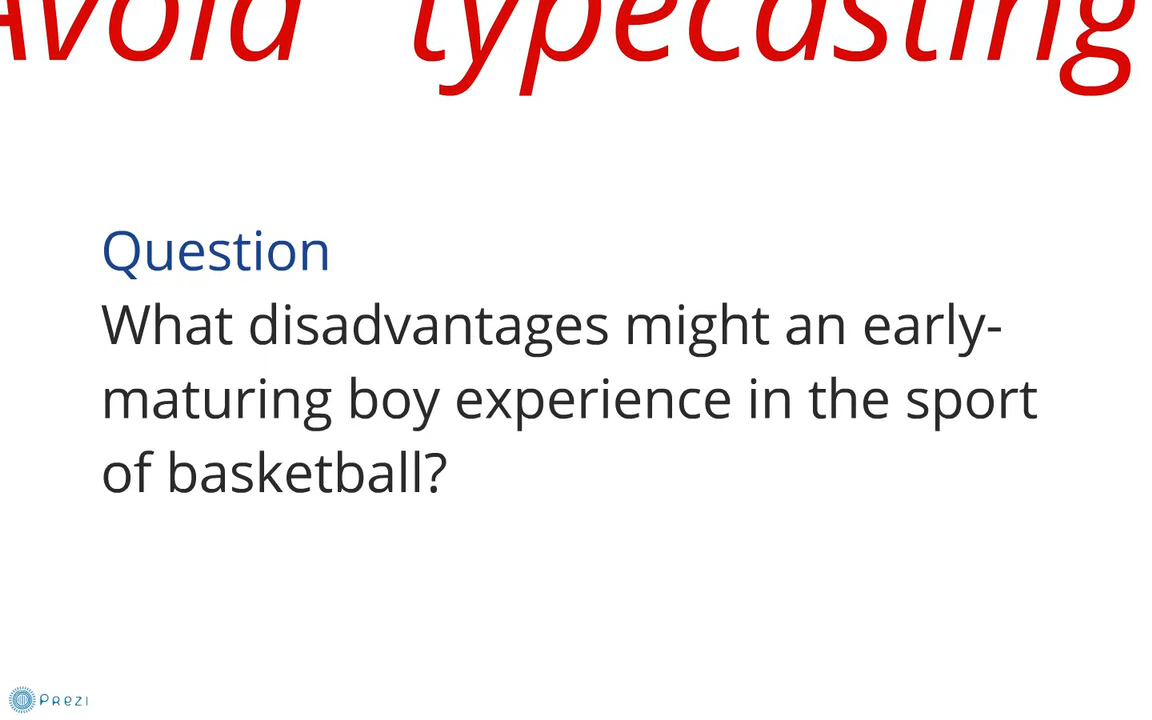 Avoid "typecasting
Question
What disadvantages might an early-
maturing boy experience in the sport
of basketball?
Prezi